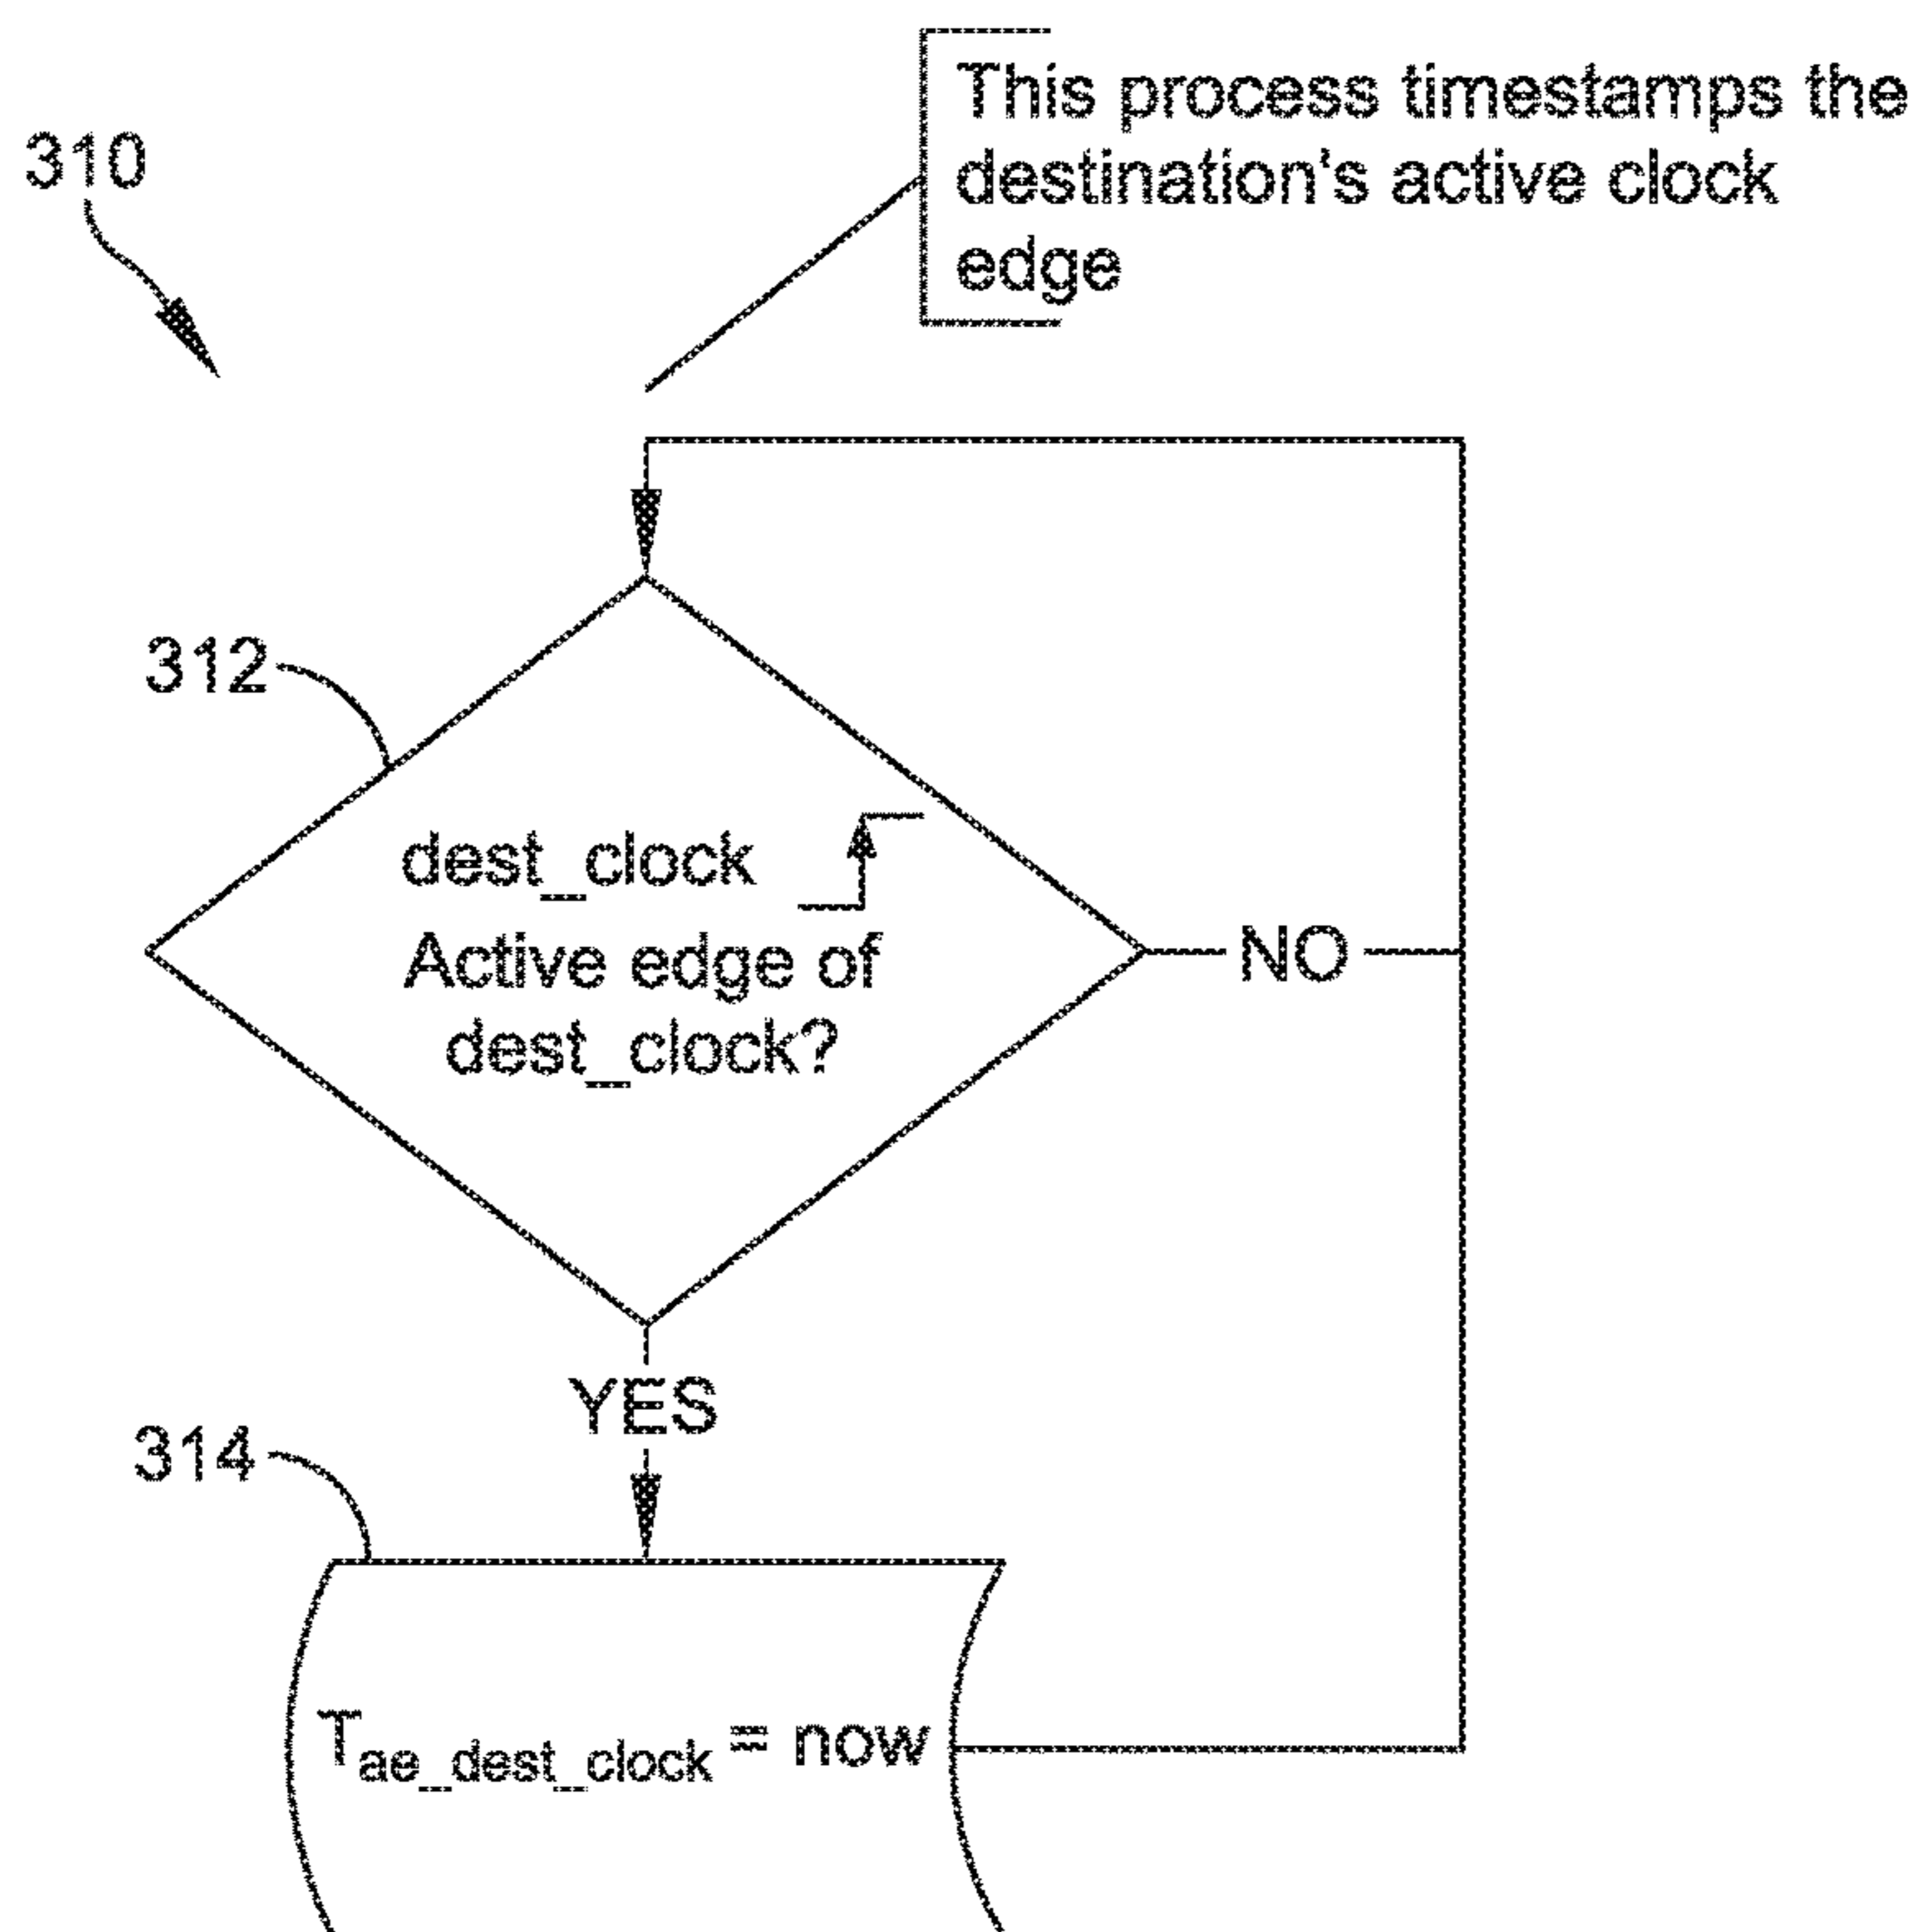 310
This process timestamps the
destination's active clock
edge
312
dest_clock
Active edge of
dest_clock?
NO
YES
314
Tae_dest_clock = now